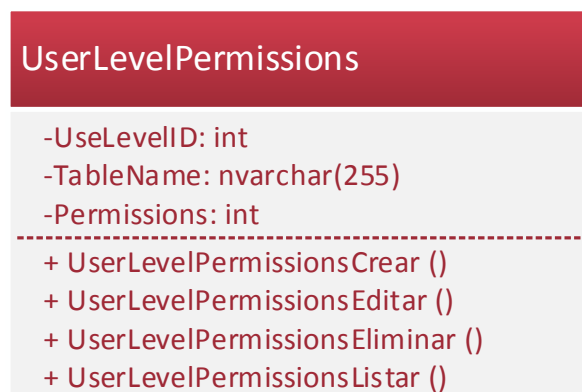 UserLevelPermissions
-UseLevelID: int
-TableName: nvarchar(255)
-Permissions: int
+ UserLevelPermissionsCrear ()
+ UserLevelPermissionsEditar ()
+ UserLevelPermissionsEliminar ()
+ UserLevelPermissionsListar ()